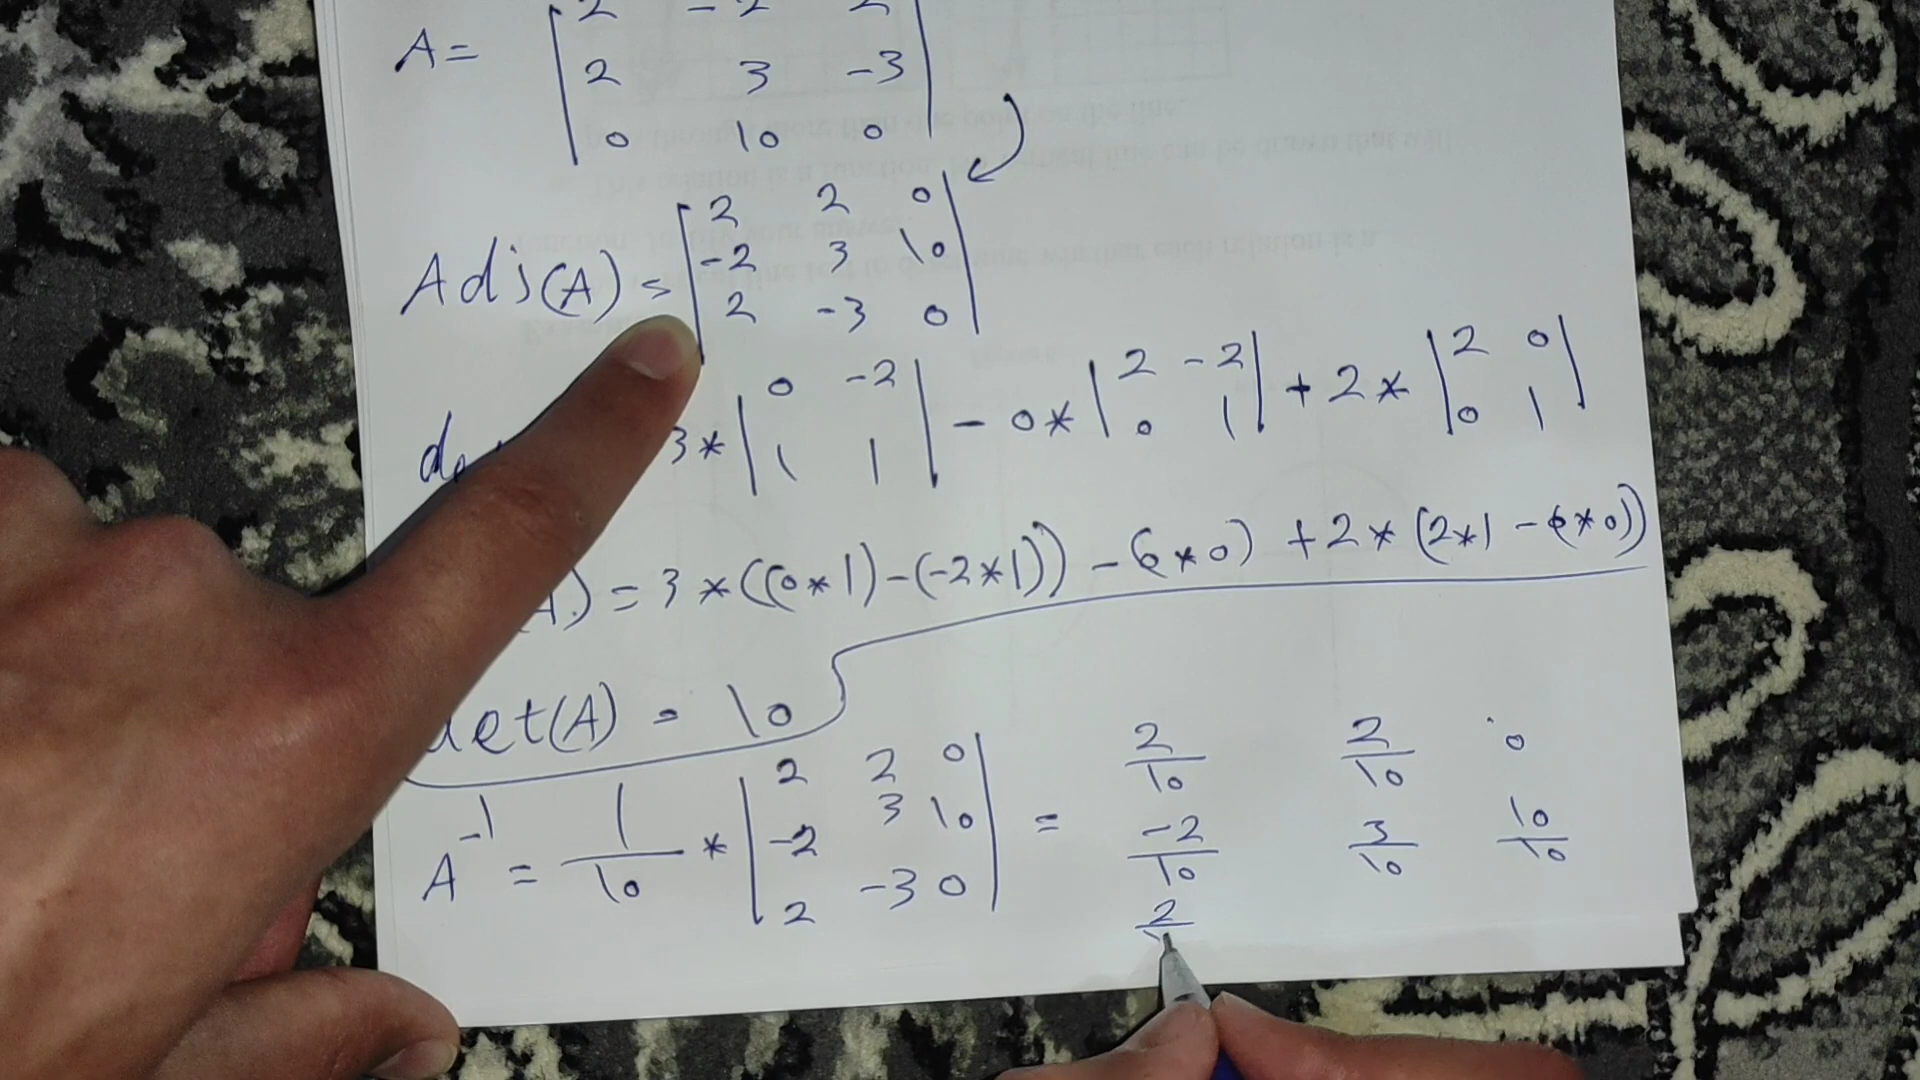 A = 2 -2 2
2 3 -3
0 10 0
Adj(A) = 2 2 0
-2 3 10
2 -3 0
3* | 0 -2 | - 0* | 2 -2 | + 2* | 2 0 |
| 1 1 | | 0 1 | | 0 1 |
) = 3*((0*1)-(-2*1)) - (0*0) + 2*(2*1 - (0*0))
det(A) = 10
A⁻¹ = 1/10 * | 2 2 0 | = 2/10 2/10 0
| -2 3 10 | -2/10 3/10 10/10
| 2 -3 0 | 2